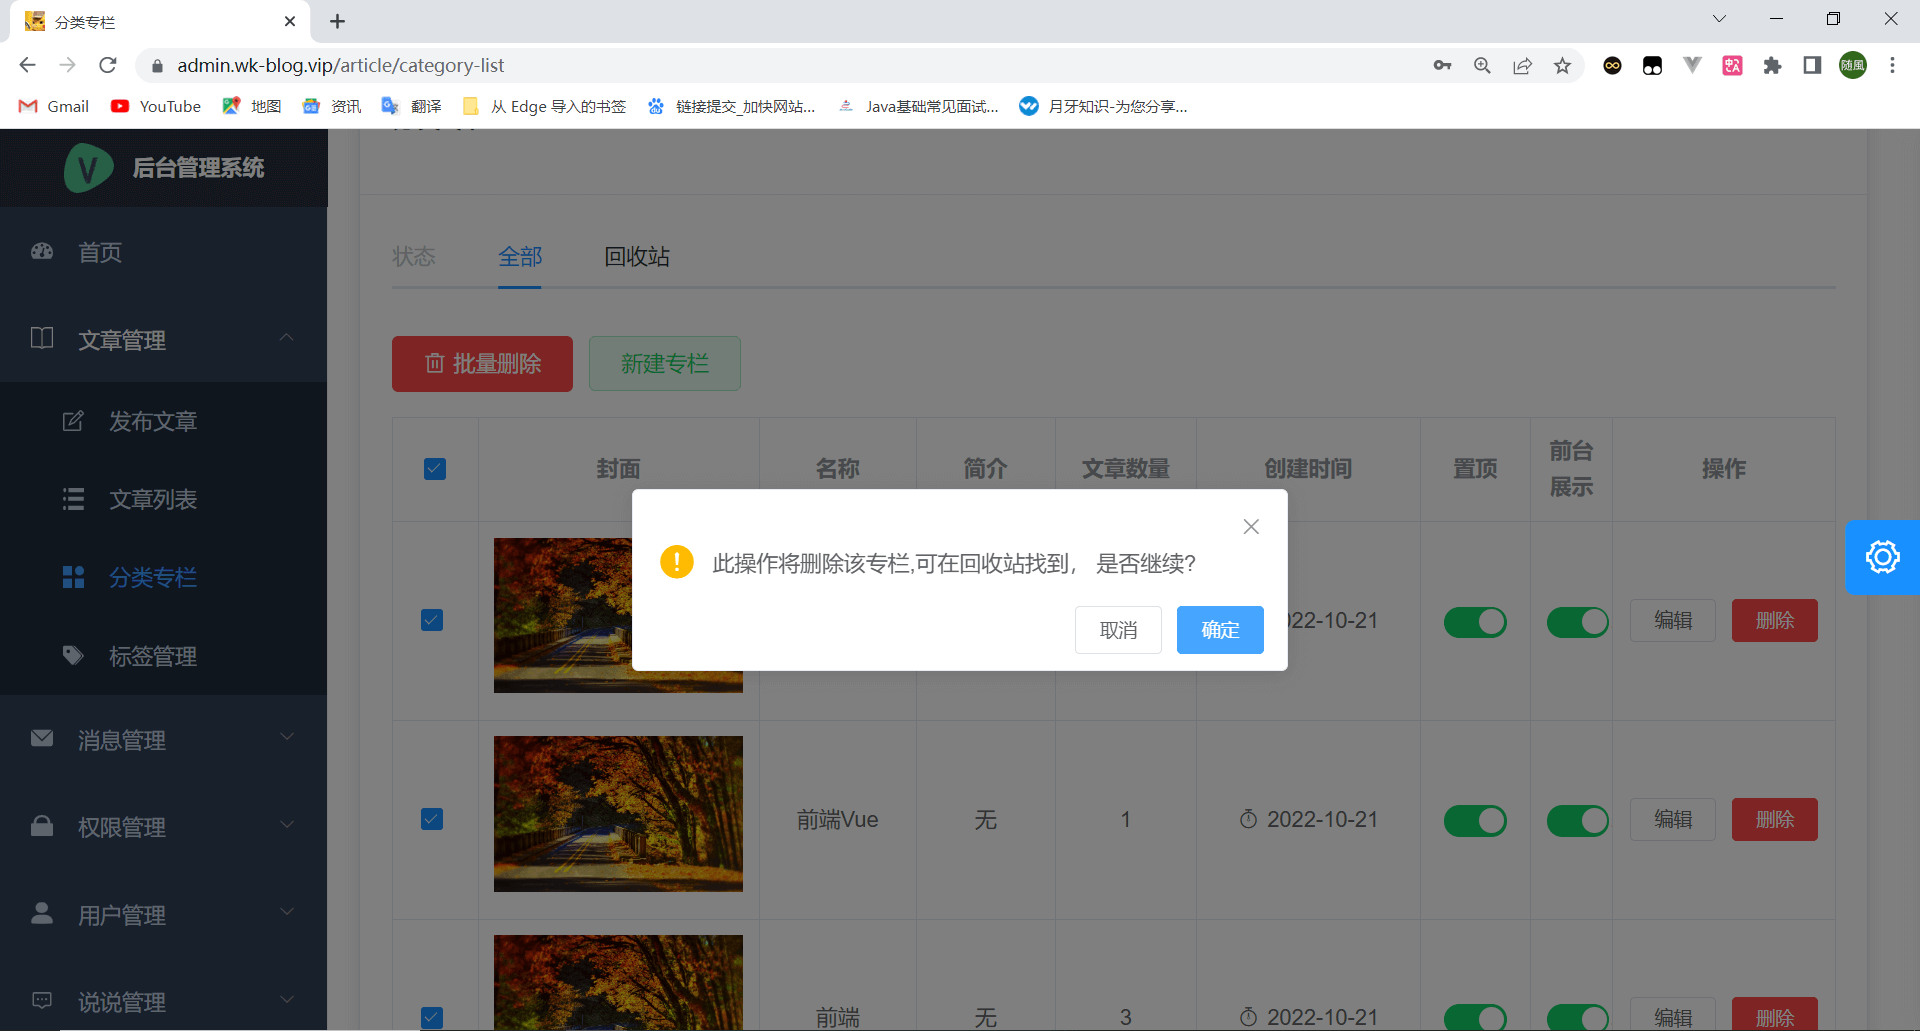 分类专栏
admin.wk-blog.vip/article/category-list
随風
Gmail
YouTube
地图
资讯
翻译
从 Edge 导入的书签
链接提交_加快网站...
Java基础常见面试...
月牙知识-为您分享...
后台管理系统
首页
文章管理
发布文章
文章列表
分类专栏
标签管理
消息管理
权限管理
用户管理
说说管理
状态 全部 回收站
批量删除 新建专栏
封面 名称 简介 文章数量 创建时间 置顶 前台展示 操作
此操作将删除该专栏,可在回收站找到， 是否继续?
取消 确定
22-10-21 编辑 删除
前端Vue 无 1 2022-10-21 编辑 删除
前端 无 3 2022-10-21 编辑 删除